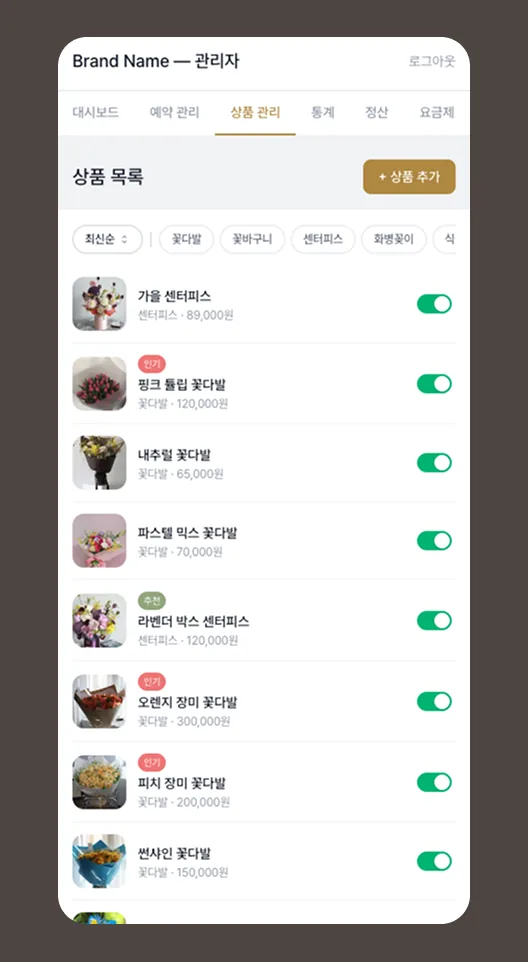 Brand Name — 관리자
로그아웃
대시보드 예약 관리 상품 관리 통계 정산 요금제
상품 목록
+ 상품 추가
최신순 꽃다발 꽃바구니 센터피스 화병꽂이 식
가을 센터피스
센터피스 · 89,000원
인기
핑크 튤립 꽃다발
꽃다발 · 120,000원
내추럴 꽃다발
꽃다발 · 65,000원
파스텔 믹스 꽃다발
꽃다발 · 70,000원
추천
라벤더 박스 센터피스
센터피스 · 120,000원
인기
오렌지 장미 꽃다발
꽃다발 · 300,000원
인기
피치 장미 꽃다발
꽃다발 · 200,000원
썬샤인 꽃다발
꽃다발 · 150,000원